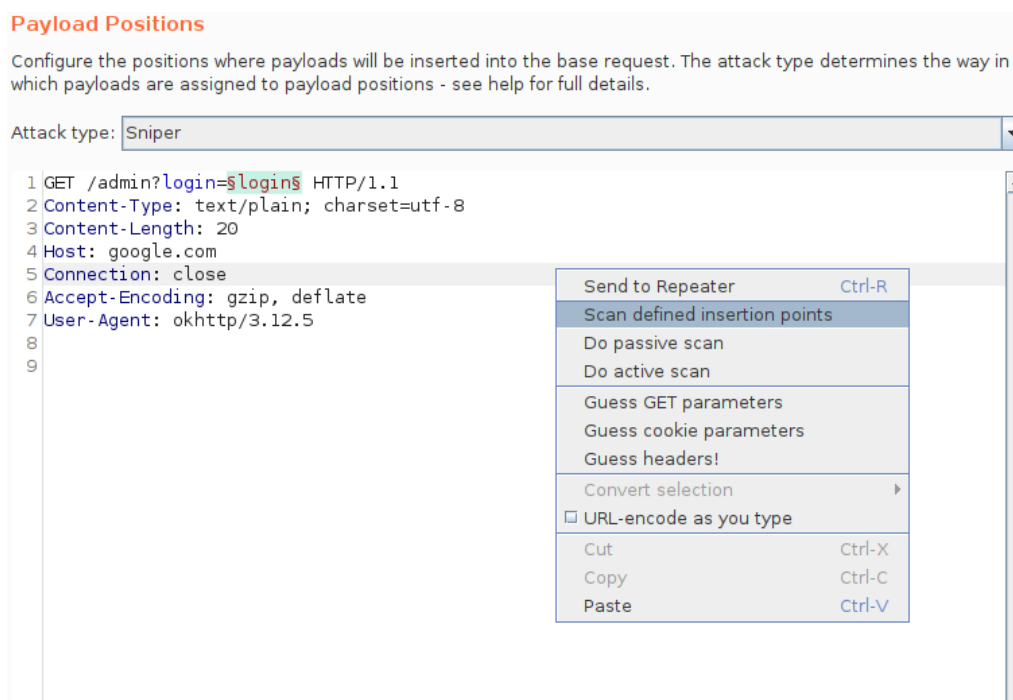 Payload Positions
Configure the positions where payloads will be inserted into the base request. The attack type determines the way in
which payloads are assigned to payload positions - see help for full details.
Attack type: Sniper
1 GET /admin?login=§login§ HTTP/1.1
2 Content-Type: text/plain; charset=utf-8
3 Content-Length: 20
4 Host: google.com
5 Connection: close
6 Accept-Encoding: gzip, deflate
7 User-Agent: okhttp/3.12.5
8
9
Send to Repeater Ctrl-R
Scan defined insertion points
Do passive scan
Do active scan
Guess GET parameters
Guess cookie parameters
Guess headers!
Convert selection
URL-encode as you type
Cut Ctrl-X
Copy Ctrl-C
Paste Ctrl-V